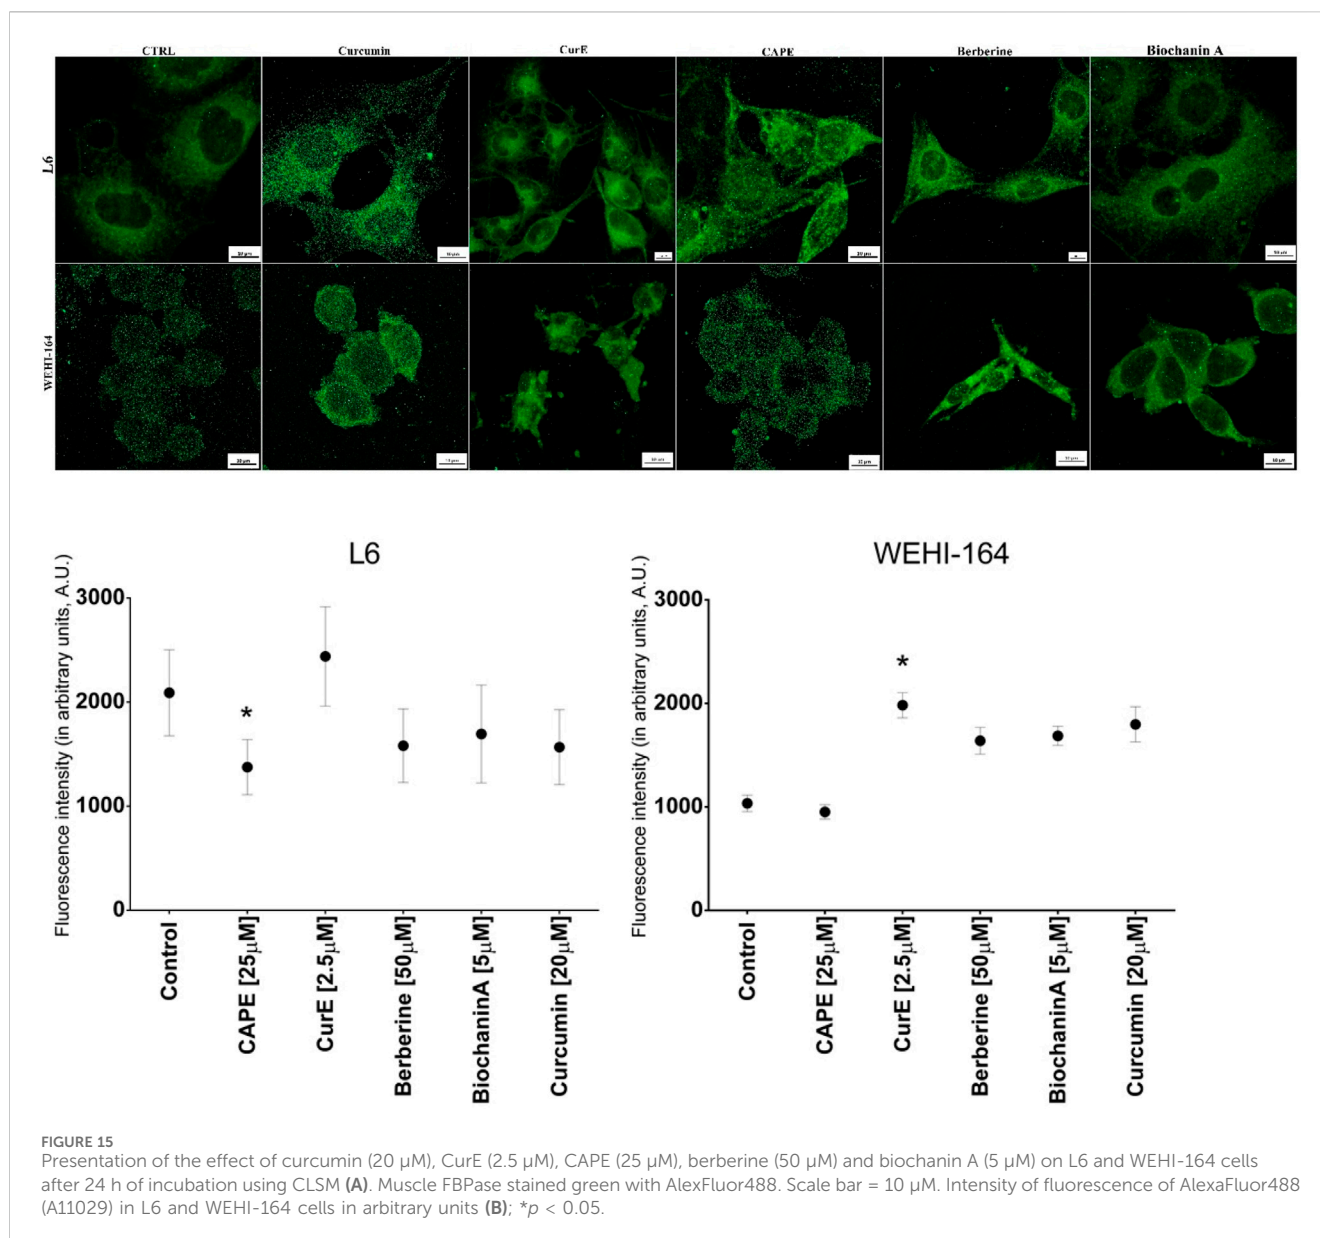 CTRL Curcumin CurE CAPE Berberine Biochanin A
L6
WEHI-164
L6
Fluorescence intensity (in arbitrary units, A.U.)
3000
2000
1000
0
*
Control
CAPE [25µM]
CurE [2.5µM]
Berberine [50µM]
BiochaninA [5µM]
Curcumin [20µM]
WEHI-164
Fluorescence intensity (in arbitrary units, A.U.)
3000
2000
1000
0
*
Control
CAPE [25µM]
CurE [2.5µM]
Berberine [50µM]
BiochaninA [5µM]
Curcumin [20µM]
FIGURE 15
Presentation of the effect of curcumin (20 µM), CurE (2.5 µM), CAPE (25 µM), berberine (50 µM) and biochanin A (5 µM) on L6 and WEHI-164 cells
after 24 h of incubation using CLSM (A). Muscle FBPase stained green with AlexFluor488. Scale bar = 10 µM. Intensity of fluorescence of AlexaFluor488
(A11029) in L6 and WEHI-164 cells in arbitrary units (B); *p < 0.05.